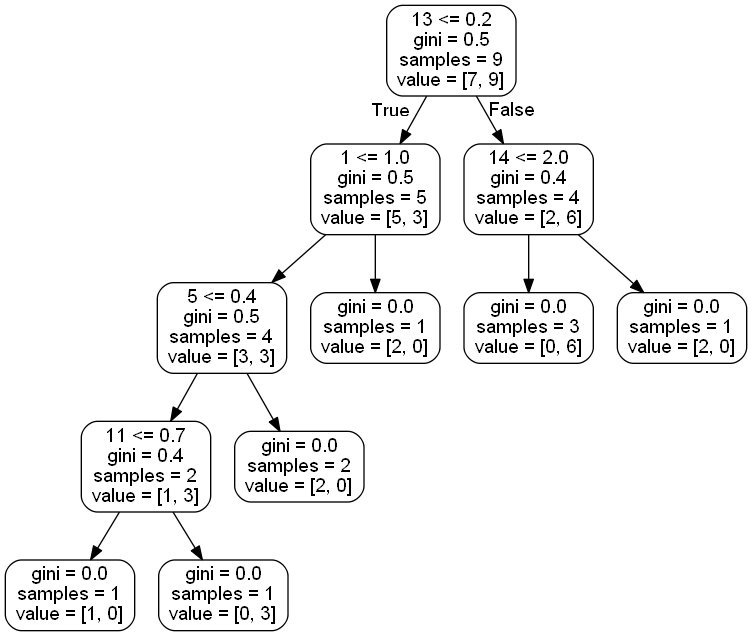 13 <= 0.2
gini = 0.5
samples = 9
value = [7, 9]
True
False
1 <= 1.0
gini = 0.5
samples = 5
value = [5, 3]
14 <= 2.0
gini = 0.4
samples = 4
value = [2, 6]
5 <= 0.4
gini = 0.5
samples = 4
value = [3, 3]
gini = 0.0
samples = 1
value = [2, 0]
gini = 0.0
samples = 3
value = [0, 6]
gini = 0.0
samples = 1
value = [2, 0]
11 <= 0.7
gini = 0.4
samples = 2
value = [1, 3]
gini = 0.0
samples = 2
value = [2, 0]
gini = 0.0
samples = 1
value = [1, 0]
gini = 0.0
samples = 1
value = [0, 3]